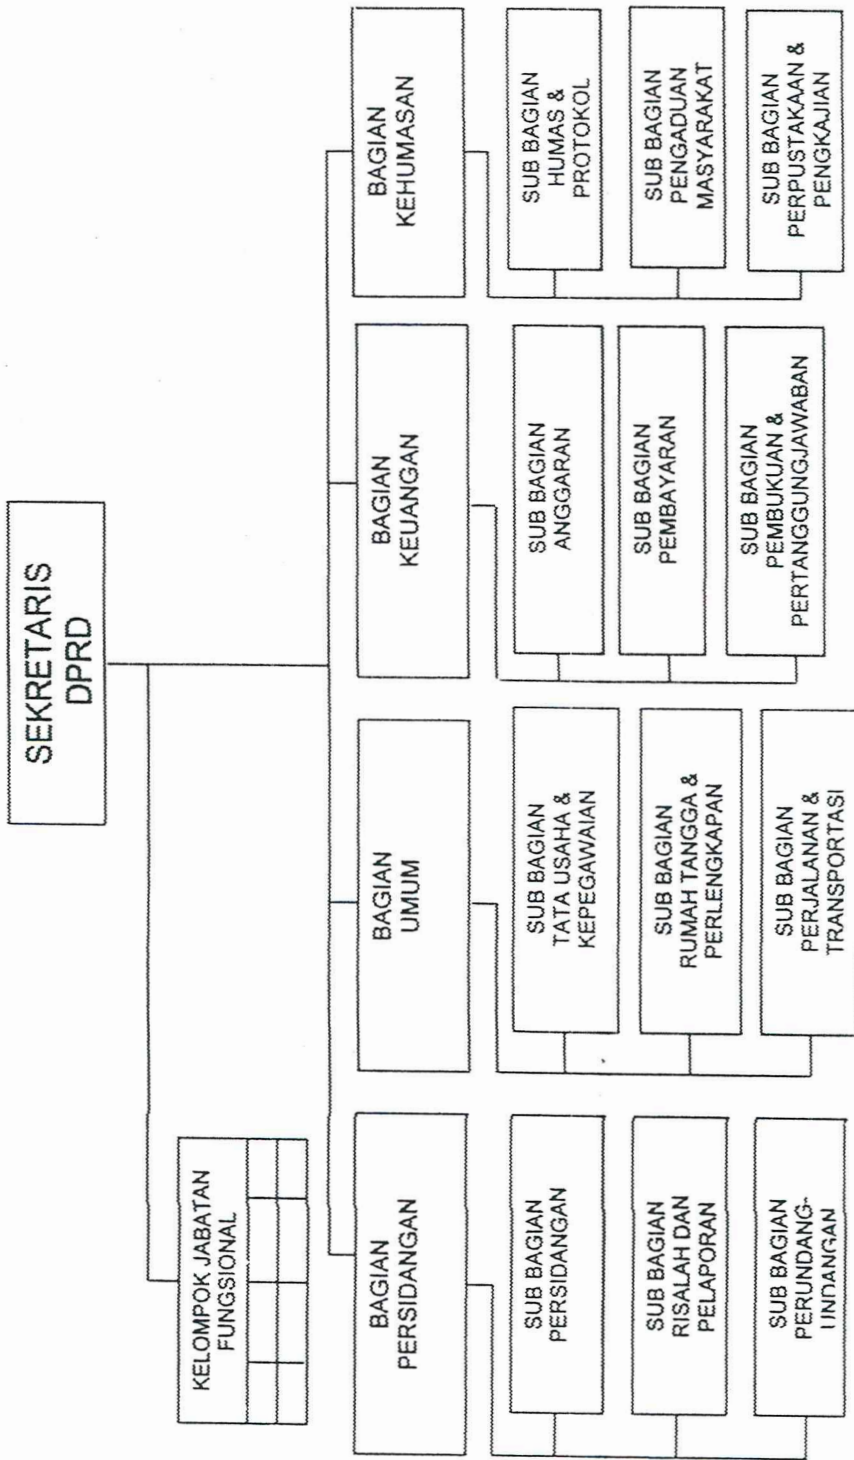 SEKRETARIS
DPRD
KELOMPOK JABATAN
FUNGSIONAL
BAGIAN
PERSIDANGAN
SUB BAGIAN
PERSIDANGAN
SUB BAGIAN
RISALAH DAN
PELAPORAN
SUB BAGIAN
PERUNDANG-
UNDANGAN
BAGIAN
UMUM
SUB BAGIAN
TATA USAHA &
KEPEGAWAIAN
SUB BAGIAN
RUMAH TANGGA &
PERLENGKAPAN
SUB BAGIAN
PERJALANAN &
TRANSPORTASI
BAGIAN
KEUANGAN
SUB BAGIAN
ANGGARAN
SUB BAGIAN
PEMBAYARAN
SUB BAGIAN
PEMBUKUAN &
PERTANGGUNGJAWABAN
BAGIAN
KEHUMASAN
SUB BAGIAN
HUMAS &
PROTOKOL
SUB BAGIAN
PENGADUAN
MASYARAKAT
SUB BAGIAN
PERPUSTAKAAN &
PENGKAJIAN